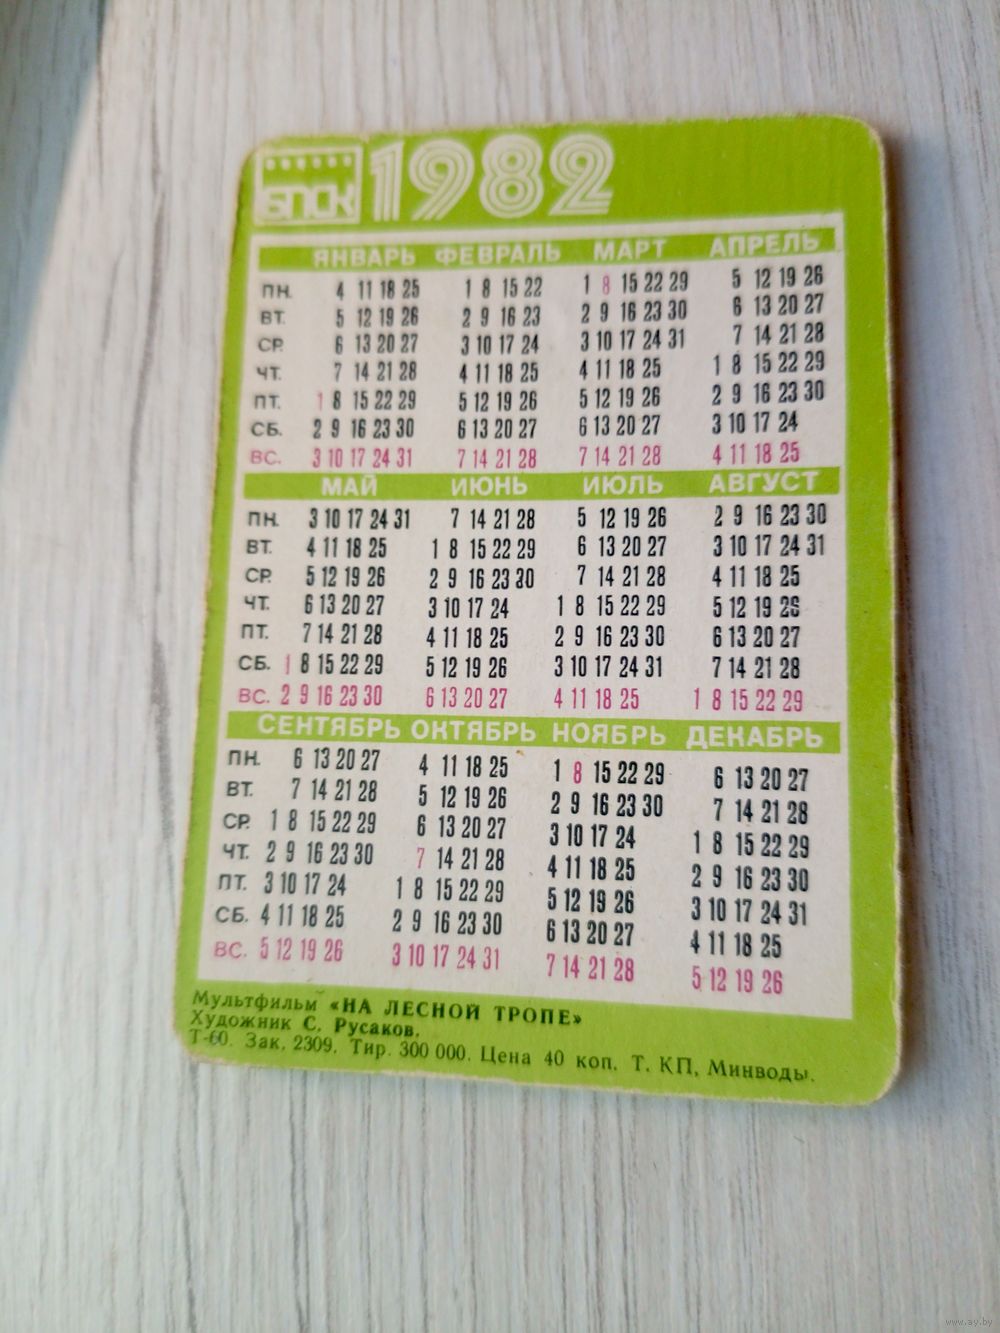 БПСК 1982
ЯНВАРЬ ФЕВРАЛЬ МАРТ АПРЕЛЬ
ПН. 4 11 18 25 1 8 15 22 1 8 15 22 29 5 12 19 26
ВТ. 5 12 19 26 2 9 16 23 2 9 16 23 30 6 13 20 27
СР. 6 13 20 27 3 10 17 24 3 10 17 24 31 7 14 21 28
ЧТ. 7 14 21 28 4 11 18 25 4 11 18 25 1 8 15 22 29
ПТ. 1 8 15 22 29 5 12 19 26 5 12 19 26 2 9 16 23 30
СБ. 2 9 16 23 30 6 13 20 27 6 13 20 27 3 10 17 24
ВС. 3 10 17 24 31 7 14 21 28 7 14 21 28 4 11 18 25
МАЙ ИЮНЬ ИЮЛЬ АВГУСТ
ПН. 3 10 17 24 31 7 14 21 28 5 12 19 26 2 9 16 23 30
ВТ. 4 11 18 25 1 8 15 22 29 6 13 20 27 3 10 17 24 31
СР. 5 12 19 26 2 9 16 23 30 7 14 21 28 4 11 18 25
ЧТ. 6 13 20 27 3 10 17 24 1 8 15 22 29 5 12 19 26
ПТ. 7 14 21 28 4 11 18 25 2 9 16 23 30 6 13 20 27
СБ. 1 8 15 22 29 5 12 19 26 3 10 17 24 31 7 14 21 28
ВС. 2 9 16 23 30 6 13 20 27 4 11 18 25 1 8 15 22 29
СЕНТЯБРЬ ОКТЯБРЬ НОЯБРЬ ДЕКАБРЬ
ПН. 6 13 20 27 4 11 18 25 1 8 15 22 29 6 13 20 27
ВТ. 7 14 21 28 5 12 19 26 2 9 16 23 30 7 14 21 28
СР. 1 8 15 22 29 6 13 20 27 3 10 17 24 1 8 15 22 29
ЧТ. 2 9 16 23 30 7 14 21 28 4 11 18 25 2 9 16 23 30
ПТ. 3 10 17 24 1 8 15 22 29 5 12 19 26 3 10 17 24 31
СБ. 4 11 18 25 2 9 16 23 30 6 13 20 27 4 11 18 25
ВС. 5 12 19 26 3 10 17 24 31 7 14 21 28 5 12 19 26
Мультфильм «НА ЛЕСНОЙ ТРОПЕ»
Художник С. Русаков.
Т-60. Зак. 2309. Тир. 300 000. Цена 40 коп. Т. КП, Минводы.
www.ay.by